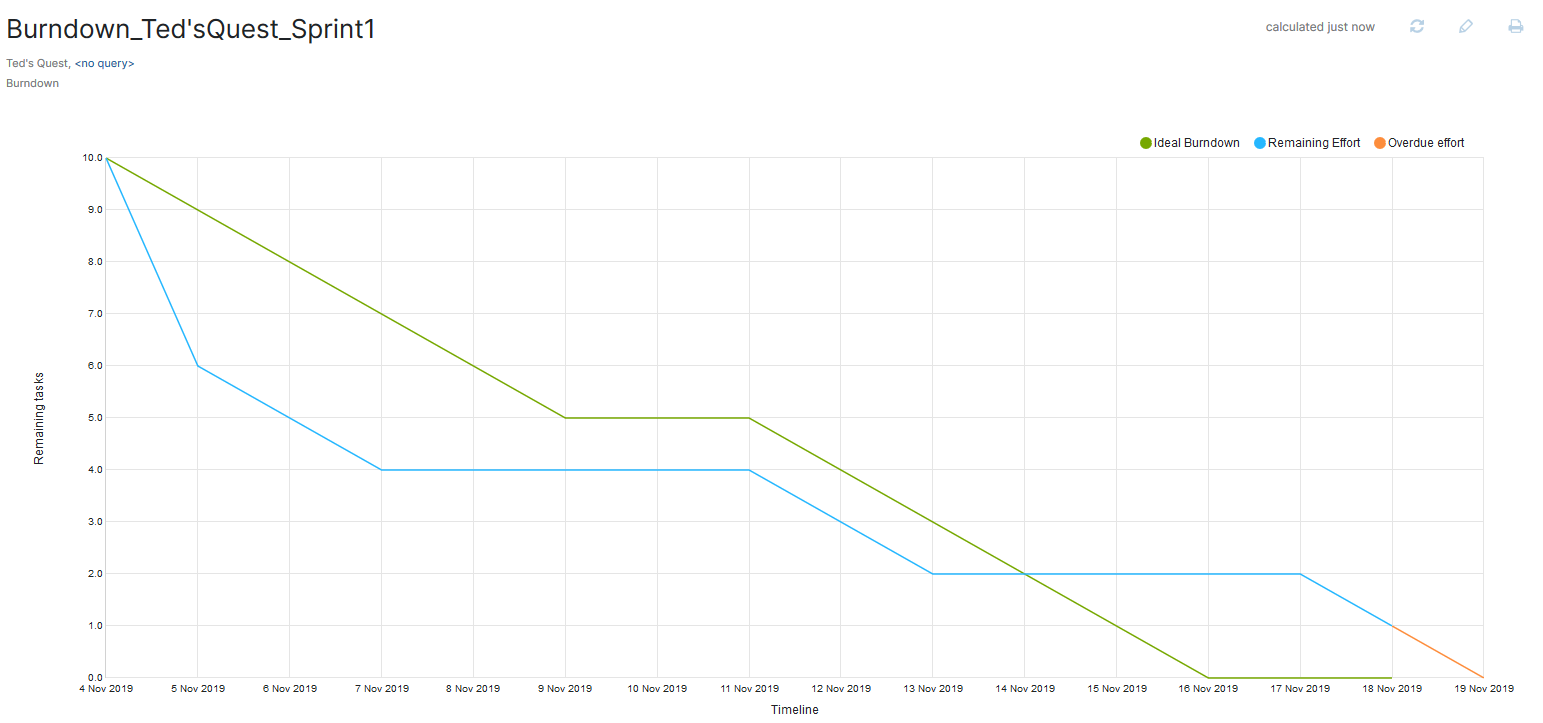 Burndown_Ted'sQuest_Sprint1
calculated just now
Ted's Quest, <no query>
Burndown
Ideal Burndown Remaining Effort Overdue effort
10.0
9.0
8.0
7.0
6.0
5.0
4.0
3.0
2.0
1.0
0.0
Remaining tasks
4 Nov 2019 5 Nov 2019 6 Nov 2019 7 Nov 2019 8 Nov 2019 9 Nov 2019 10 Nov 2019 11 Nov 2019 12 Nov 2019 13 Nov 2019 14 Nov 2019 15 Nov 2019 16 Nov 2019 17 Nov 2019 18 Nov 2019 19 Nov 2019
Timeline